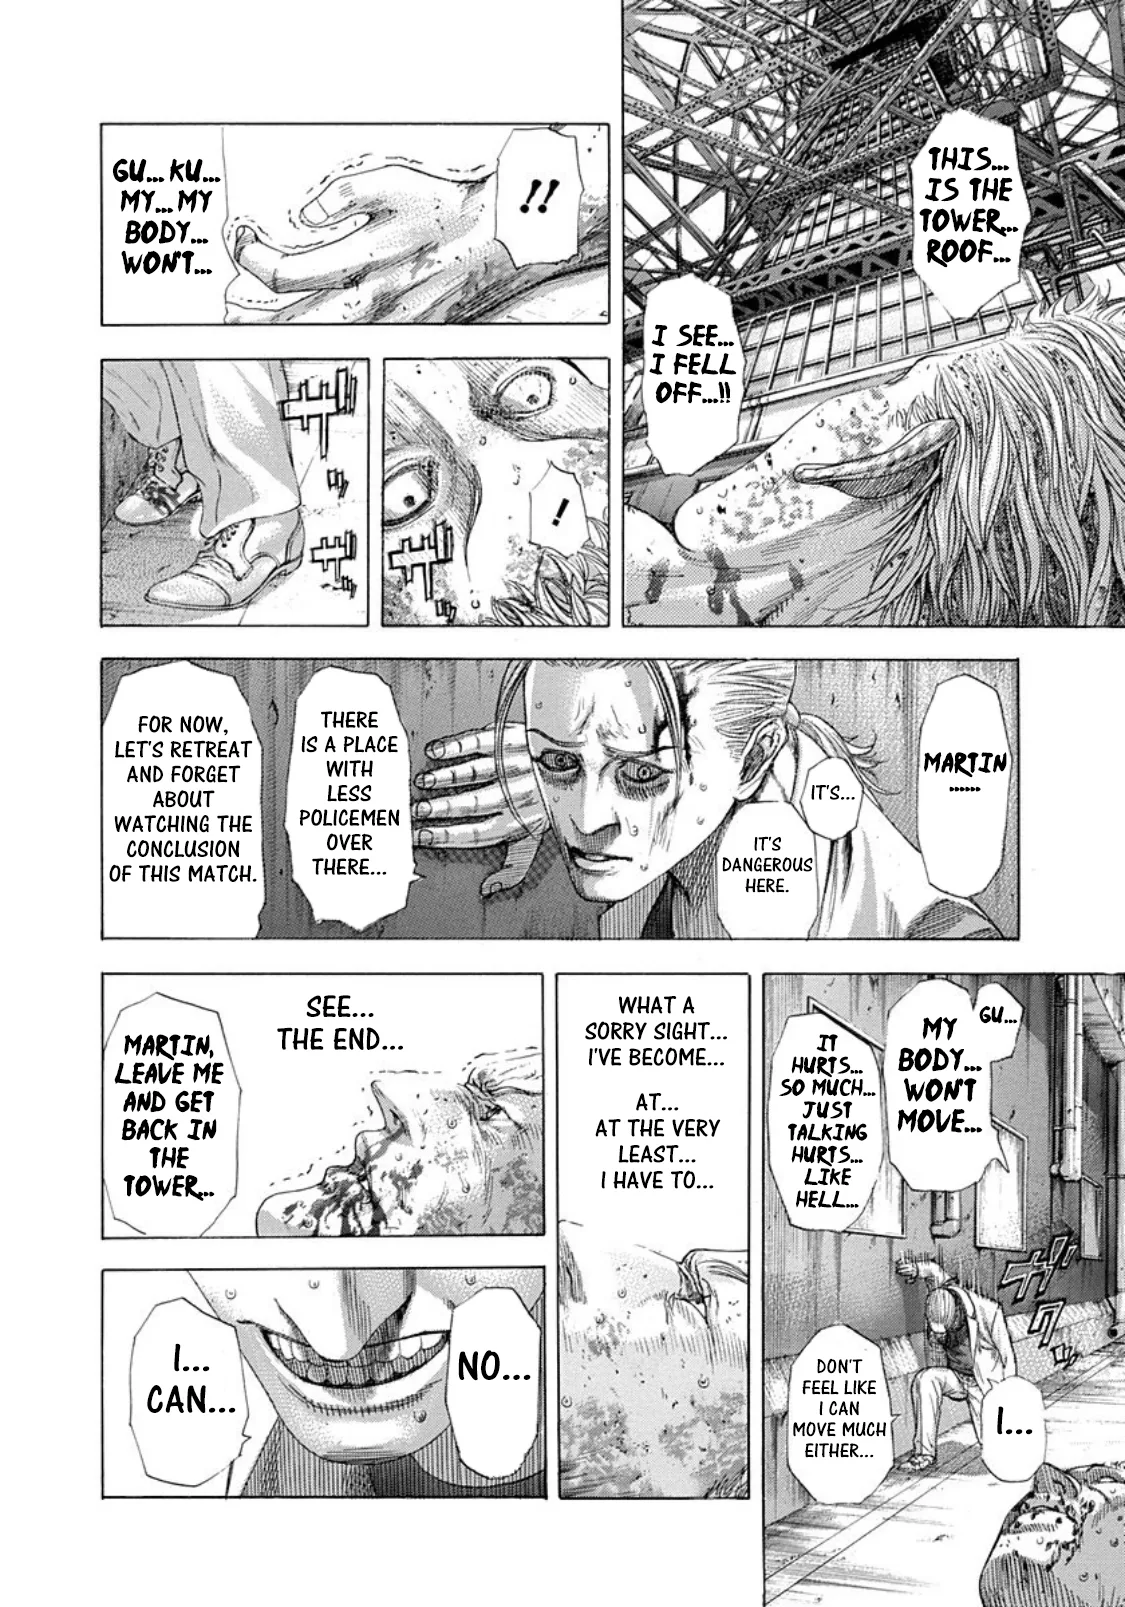 THIS...
IS THE
TOWER...
ROOF...
I SEE...
I FELL
OFF...!!
!!
GU... KU...
MY... MY
BODY...
WON'T...
!
MARTIN
......
IT'S...
IT'S
DANGEROUS
HERE.
THERE
IS A PLACE
WITH
LESS
POLICEMEN
OVER
THERE...
FOR NOW,
LET'S RETREAT
AND FORGET
ABOUT
WATCHING THE
CONCLUSION
OF THIS MATCH.
GU...
MY
BODY...
WON'T
MOVE...
IT
HURTS...
SO MUCH...
JUST
TALKING
HURTS...
LIKE
HELL...
I...
DON'T
FEEL LIKE
I CAN
MOVE MUCH
EITHER...
WHAT A
SORRY SIGHT...
I'VE BECOME...
AT...
AT THE VERY
LEAST...
I HAVE TO...
SEE...
THE END...
MARTIN,
LEAVE ME
AND GET
BACK IN
THE
TOWER...
NO...
I...
CAN...